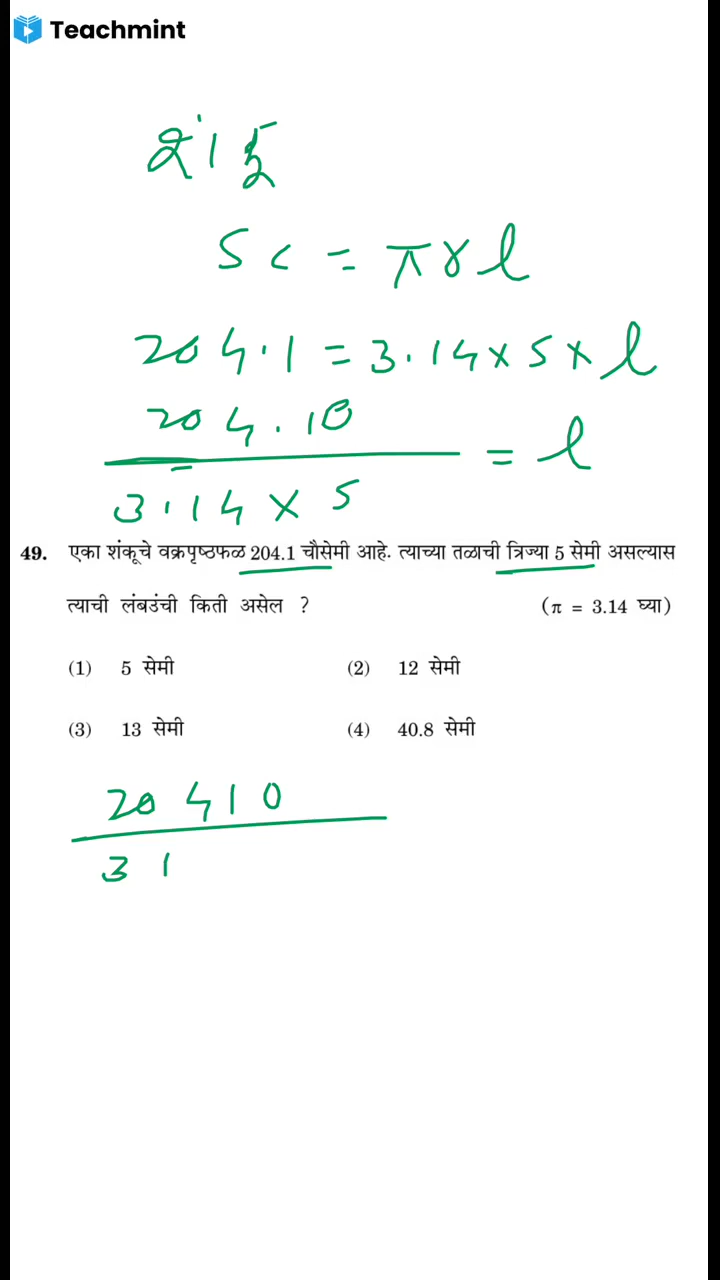 Teachmint
शंकू
sc = πrl
204.1 = 3.14 × 5 × l
204.10
= l
3.14 × 5
49. एका शंकूचे वक्रपृष्ठफळ 204.1 चौसेमी आहे. त्याच्या तळाची त्रिज्या 5 सेमी असल्यास
त्याची लंबउंची किती असेल ? (π = 3.14 घ्या)
(1) 5 सेमी (2) 12 सेमी
(3) 13 सेमी (4) 40.8 सेमी
20410
31